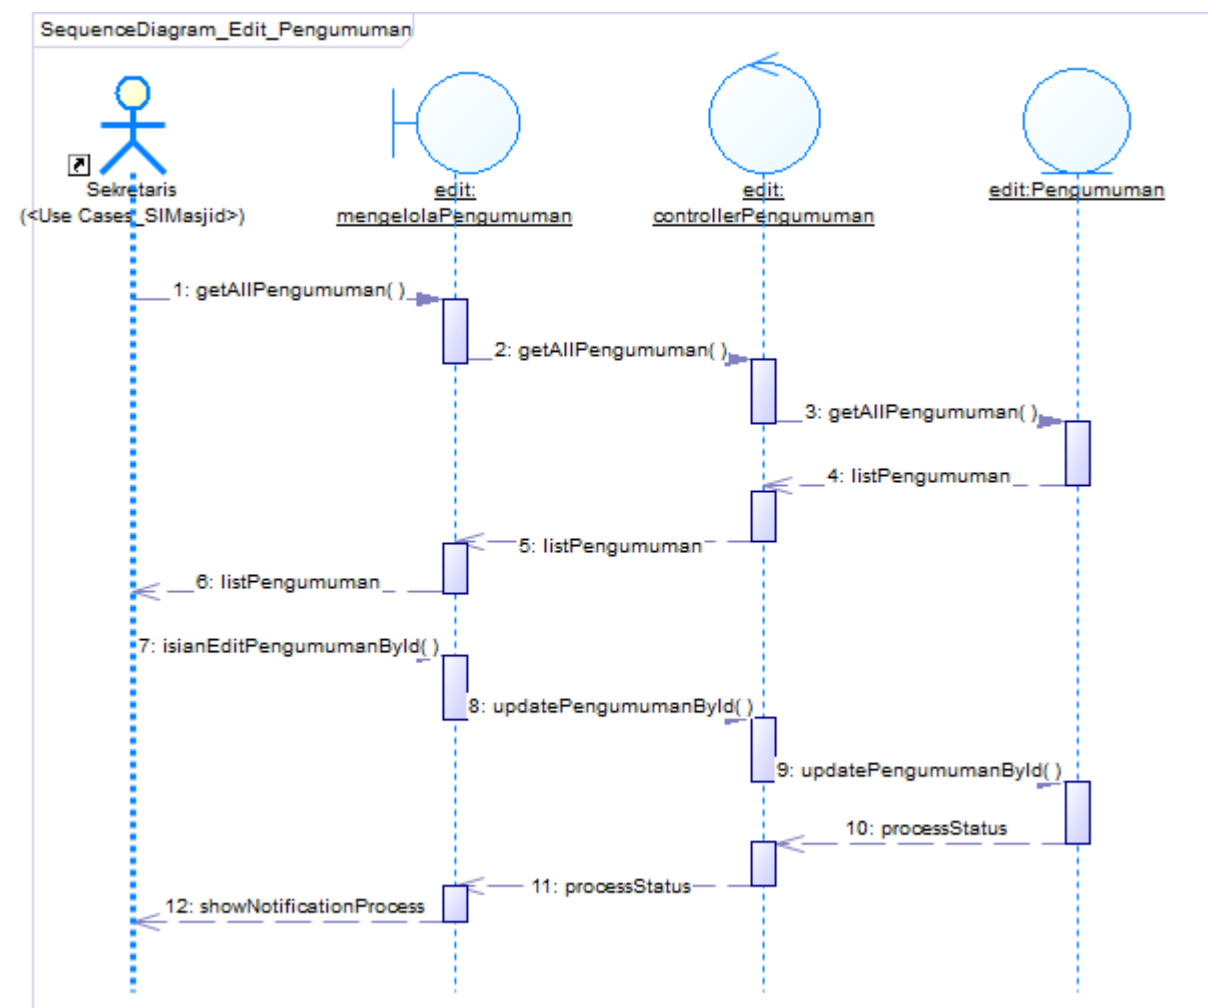 SequenceDiagram_Edit_Pengumuman
Sekretaris
(<Use Cases_SIMasjid>)
edit:
mengelolaPengumuman
edit:
controllerPengumuman
edit:Pengumuman
1: getAllPengumuman( )
2: getAllPengumuman( )
3: getAllPengumuman( )
4: listPengumuman
5: listPengumuman
6: listPengumuman
7: isianEditPengumumanById( )
8: updatePengumumanById( )
9: updatePengumumanById( )
10: processStatus
11: processStatus
12: showNotificationProcess